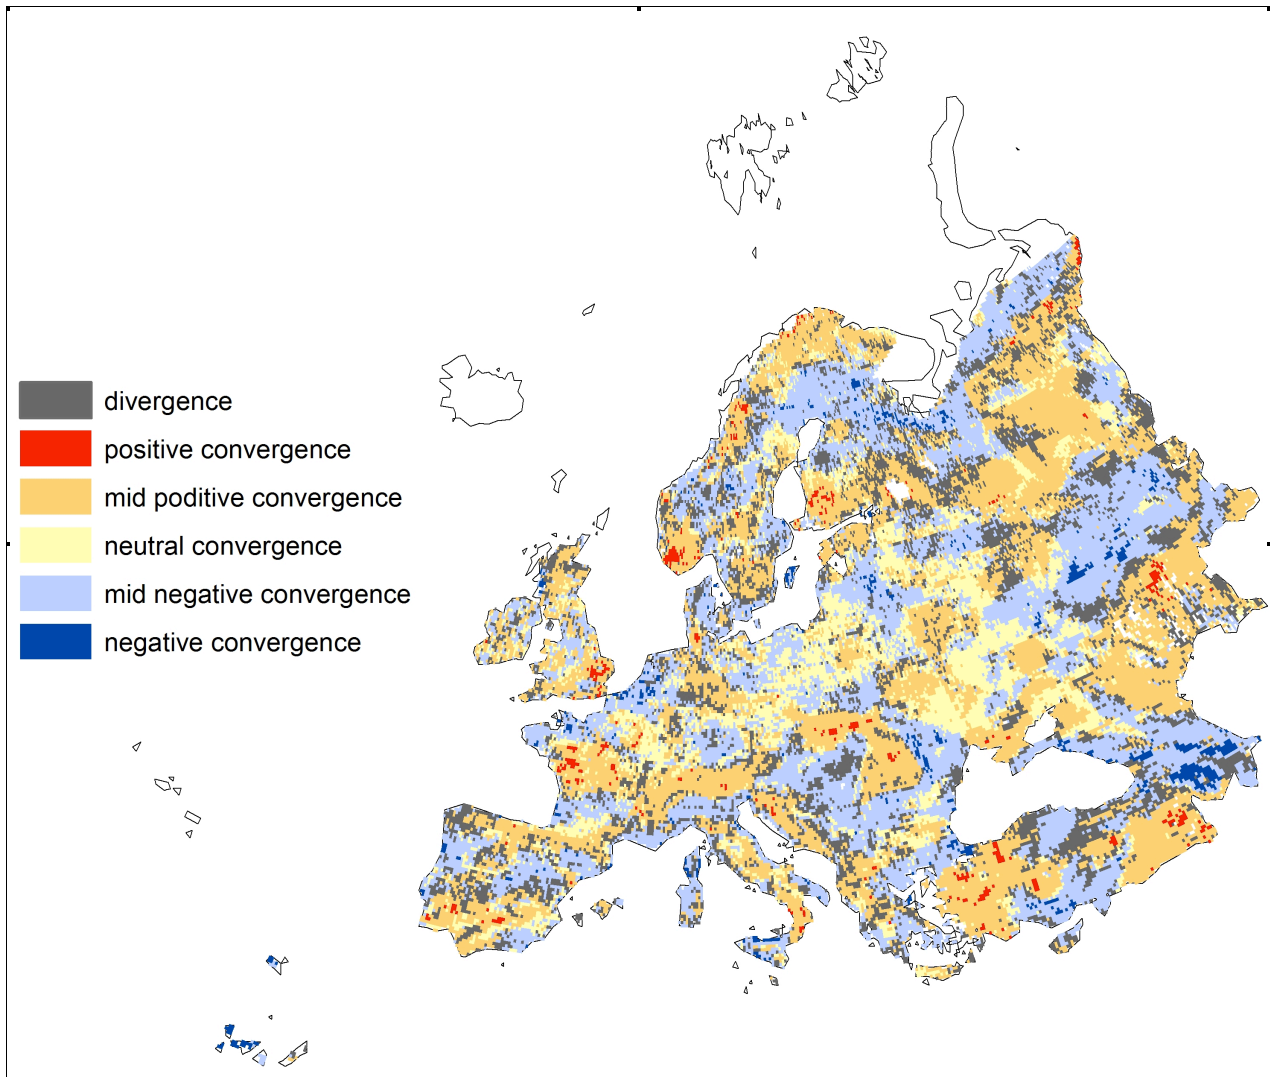 divergence
positive convergence
mid poditive convergence
neutral convergence
mid negative convergence
negative convergence